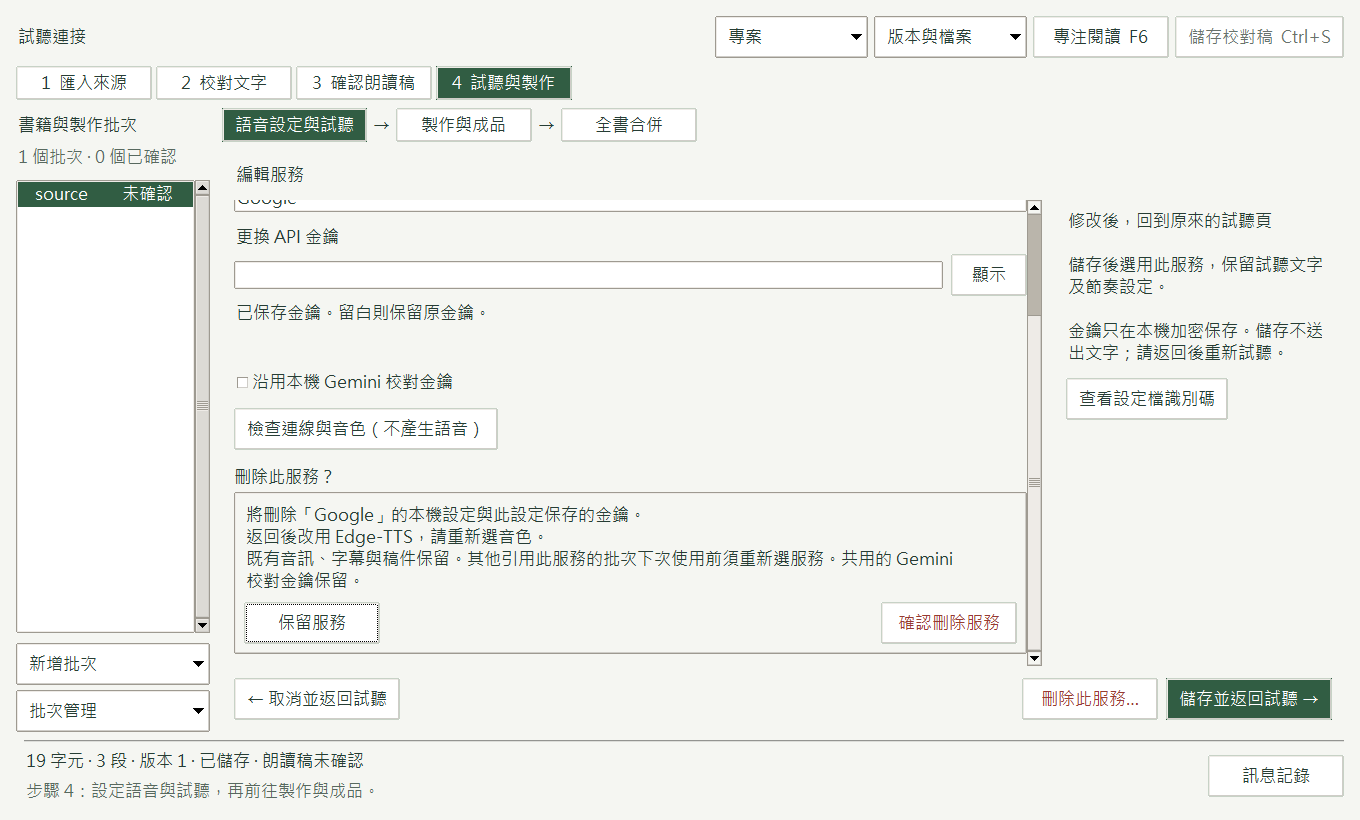 試聽連接
專案
版本與檔案
專注閱讀 F6
儲存校對稿 Ctrl+S
1 匯入來源
2 校對文字
3 確認朗讀稿
4 試聽與製作
書籍與製作批次
語音設定與試聽
→
製作與成品
→
全書合併
1 個批次 · 0 個已確認
source 未確認
編輯服務
Google
更換 API 金鑰
顯示
已保存金鑰。留白則保留原金鑰。
沿用本機 Gemini 校對金鑰
檢查連線與音色（不產生語音）
刪除此服務？
將刪除「Google」的本機設定與此設定保存的金鑰。
返回後改用 Edge-TTS，請重新選音色。
既有音訊、字幕與稿件保留。其他引用此服務的批次下次使用前須重新選服務。共用的 Gemini
校對金鑰保留。
保留服務
確認刪除服務
修改後，回到原來的試聽頁
儲存後選用此服務，保留試聽文字
及節奏設定。
金鑰只在本機加密保存。儲存不送
出文字；請返回後重新試聽。
查看設定檔識別碼
新增批次
批次管理
← 取消並返回試聽
刪除此服務...
儲存並返回試聽 →
19 字元 · 3 段 · 版本 1 · 已儲存 · 朗讀稿未確認
步驟 4：設定語音與試聽，再前往製作與成品。
訊息記錄